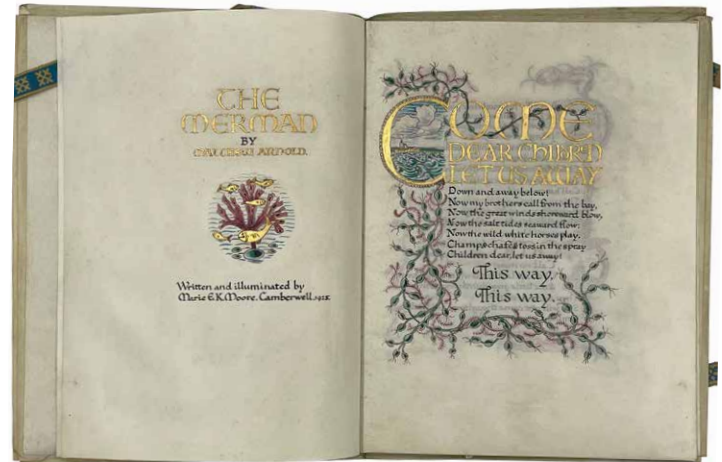 THE
MERMAN
BY
ARNOLD.
Written and illuminated by
Marie E.K.Moore. Camberwell.
COME
DEAR CHILDREN
LET US AWAY
Down and away below!
Now my brothers call from the bay,
Now the great winds shoreward blow,
Now the salt tides seaward flow;
Now the wild white horses play,
Champ & chafe & toss in the spray
Children dear, let us away!
This way,
This way.